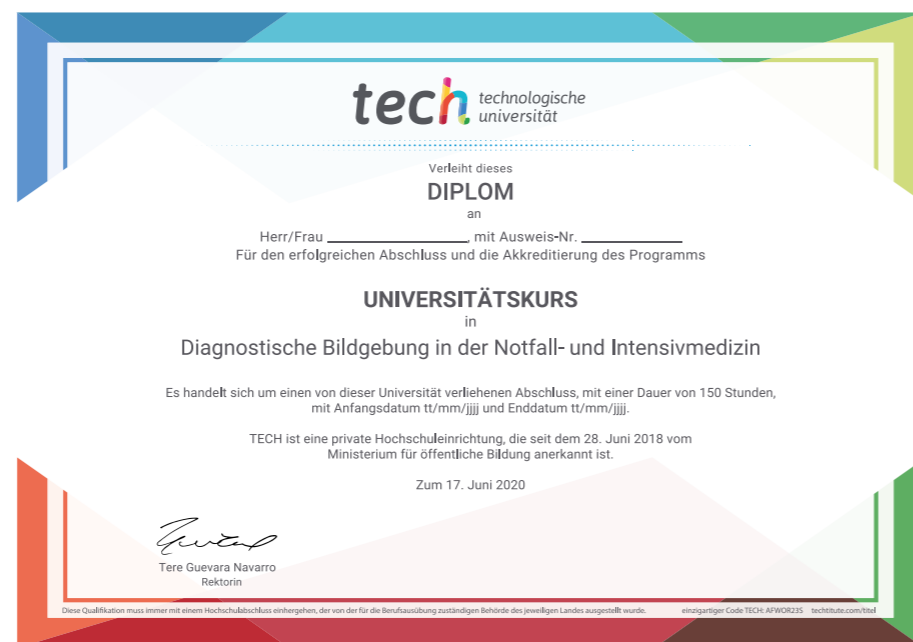 tech technologische
universität
Verleiht dieses
DIPLOM
an
Herr/Frau ____________________, mit Ausweis-Nr. ______________
Für den erfolgreichen Abschluss und die Akkreditierung des Programms
UNIVERSITÄTSKURS
in
Diagnostische Bildgebung in der Notfall- und Intensivmedizin
Es handelt sich um einen von dieser Universität verliehenen Abschluss, mit einer Dauer von 150 Stunden,
mit Anfangsdatum tt/mm/jjjj und Enddatum tt/mm/jjjj.
TECH ist eine private Hochschuleinrichtung, die seit dem 28. Juni 2018 vom
Ministerium für öffentliche Bildung anerkannt ist.
Zum 17. Juni 2020
Tere Guevara Navarro
Rektorin
Diese Qualifikation muss immer mit einem Hochschulabschluss einhergehen, der von der für die Berufsausübung zuständigen Behörde des jeweiligen Landes ausgestellt wurde. einzigartiger Code TECH: AFWOR23S techtitute.com/titel